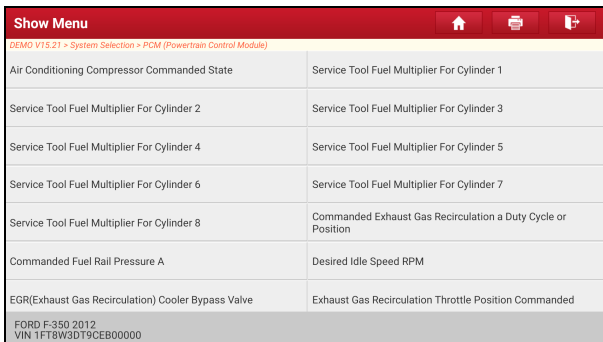 Show Menu
DEMO V15.21 > System Selection > PCM (Powertrain Control Module)
Air Conditioning Compressor Commanded State
Service Tool Fuel Multiplier For Cylinder 1
Service Tool Fuel Multiplier For Cylinder 2
Service Tool Fuel Multiplier For Cylinder 3
Service Tool Fuel Multiplier For Cylinder 4
Service Tool Fuel Multiplier For Cylinder 5
Service Tool Fuel Multiplier For Cylinder 6
Service Tool Fuel Multiplier For Cylinder 7
Service Tool Fuel Multiplier For Cylinder 8
Commanded Exhaust Gas Recirculation a Duty Cycle or
Position
Commanded Fuel Rail Pressure A
Desired Idle Speed RPM
EGR(Exhaust Gas Recirculation) Cooler Bypass Valve
Exhaust Gas Recirculation Throttle Position Commanded
FORD F-350 2012
VIN 1FT8W3DT9CEB00000